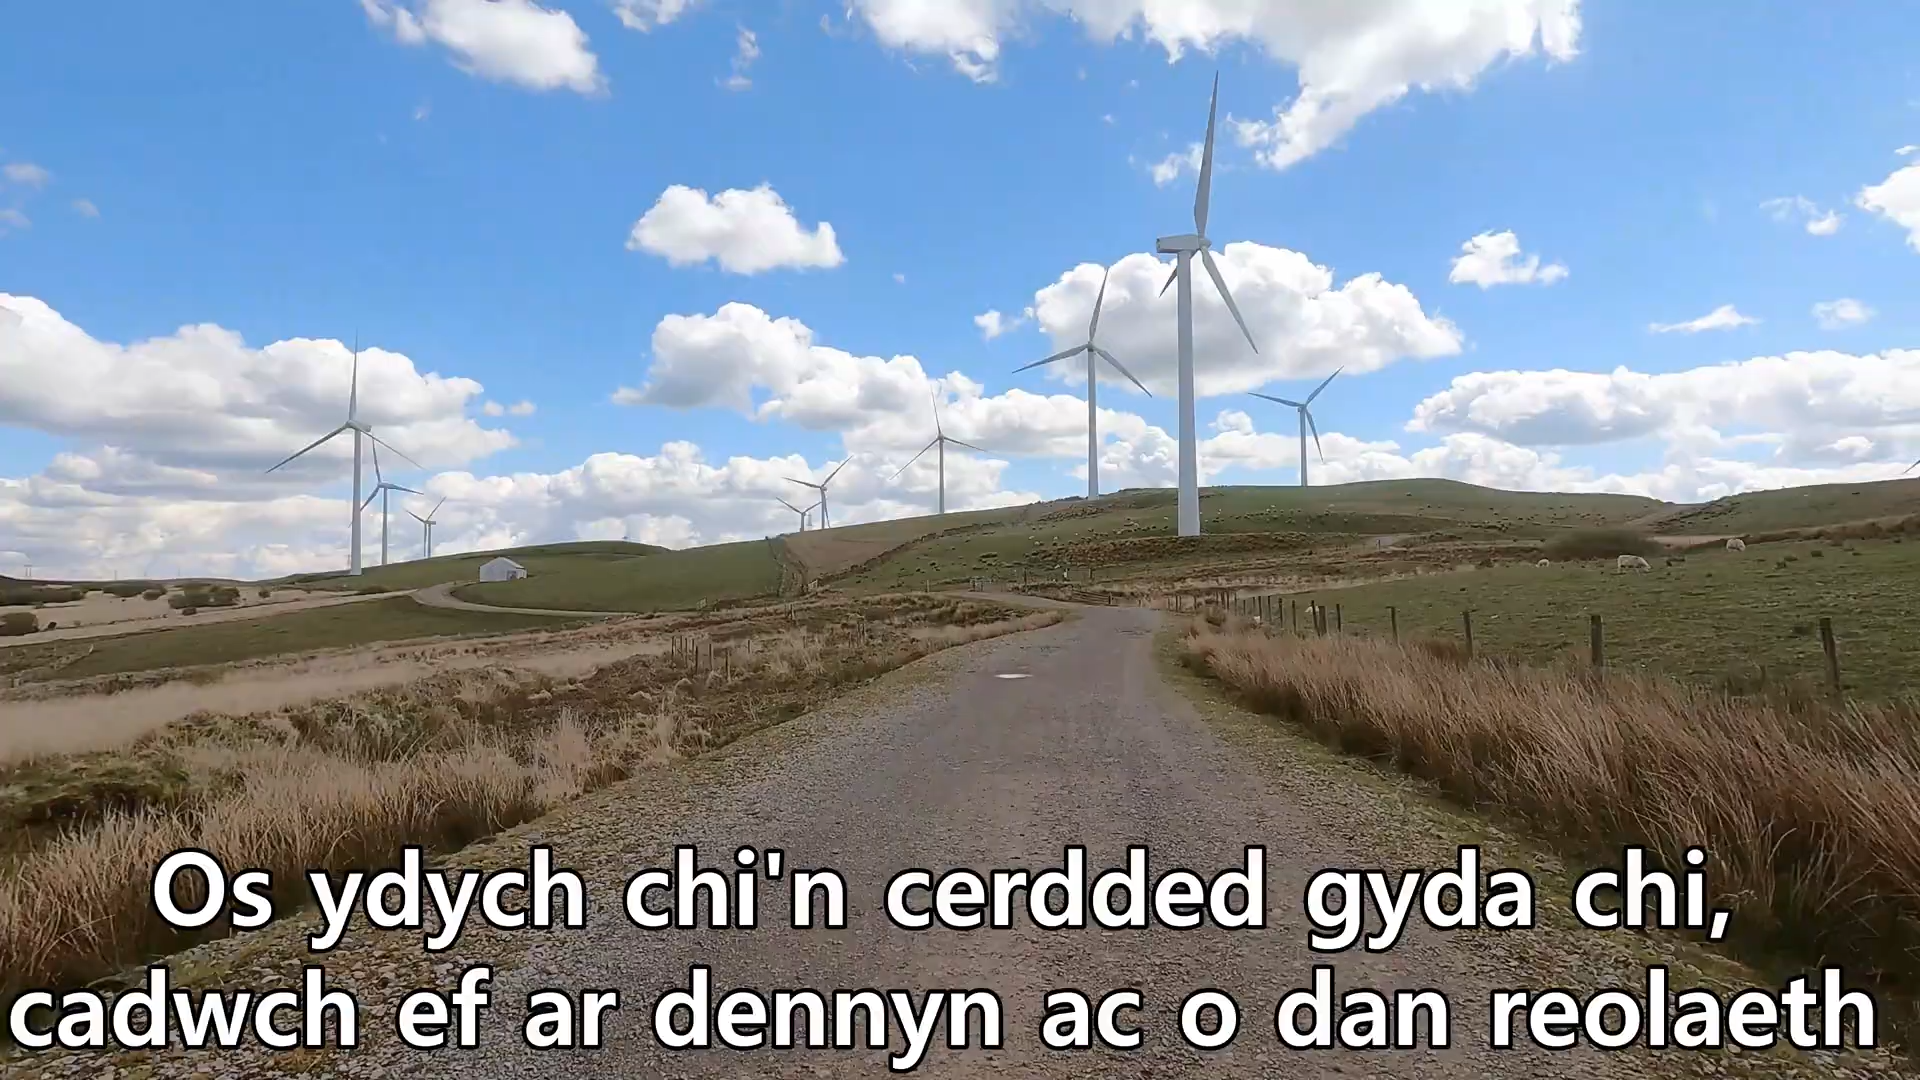 Os ydych chi'n cerdded gyda chi,
cadwch ef ar dennyn ac o dan reolaeth